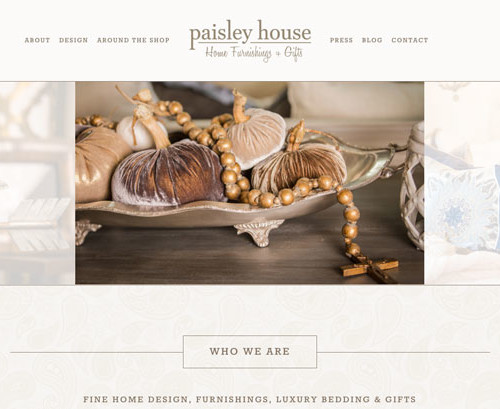 ABOUT DESIGN AROUND THE SHOP
paisley house
Home Furnishings + Gifts
PRESS BLOG CONTACT
WHO WE ARE
FINE HOME DESIGN, FURNISHINGS, LUXURY BEDDING & GIFTS